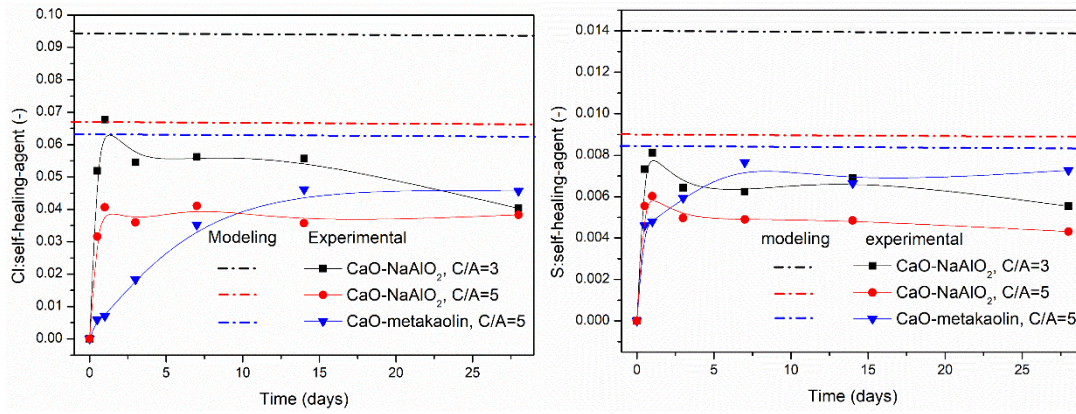 0.10
0.09
0.08
0.07
0.06
0.05
0.04
0.03
0.02
0.01
0.00
Cl:self-healing-agent (-)
Modeling Experimental
CaO-NaAlO₂, C/A=3
CaO-NaAlO₂, C/A=5
CaO-metakaolin, C/A=5
0 5 10 15 20 25
Time (days)
0.014
0.012
0.010
0.008
0.006
0.004
0.002
0.000
S:self-healing-agent (-)
modeling experimental
CaO-NaAlO₂, C/A=3
CaO-NaAlO₂, C/A=5
CaO-metakaolin, C/A=5
0 5 10 15 20 25
Time (days)